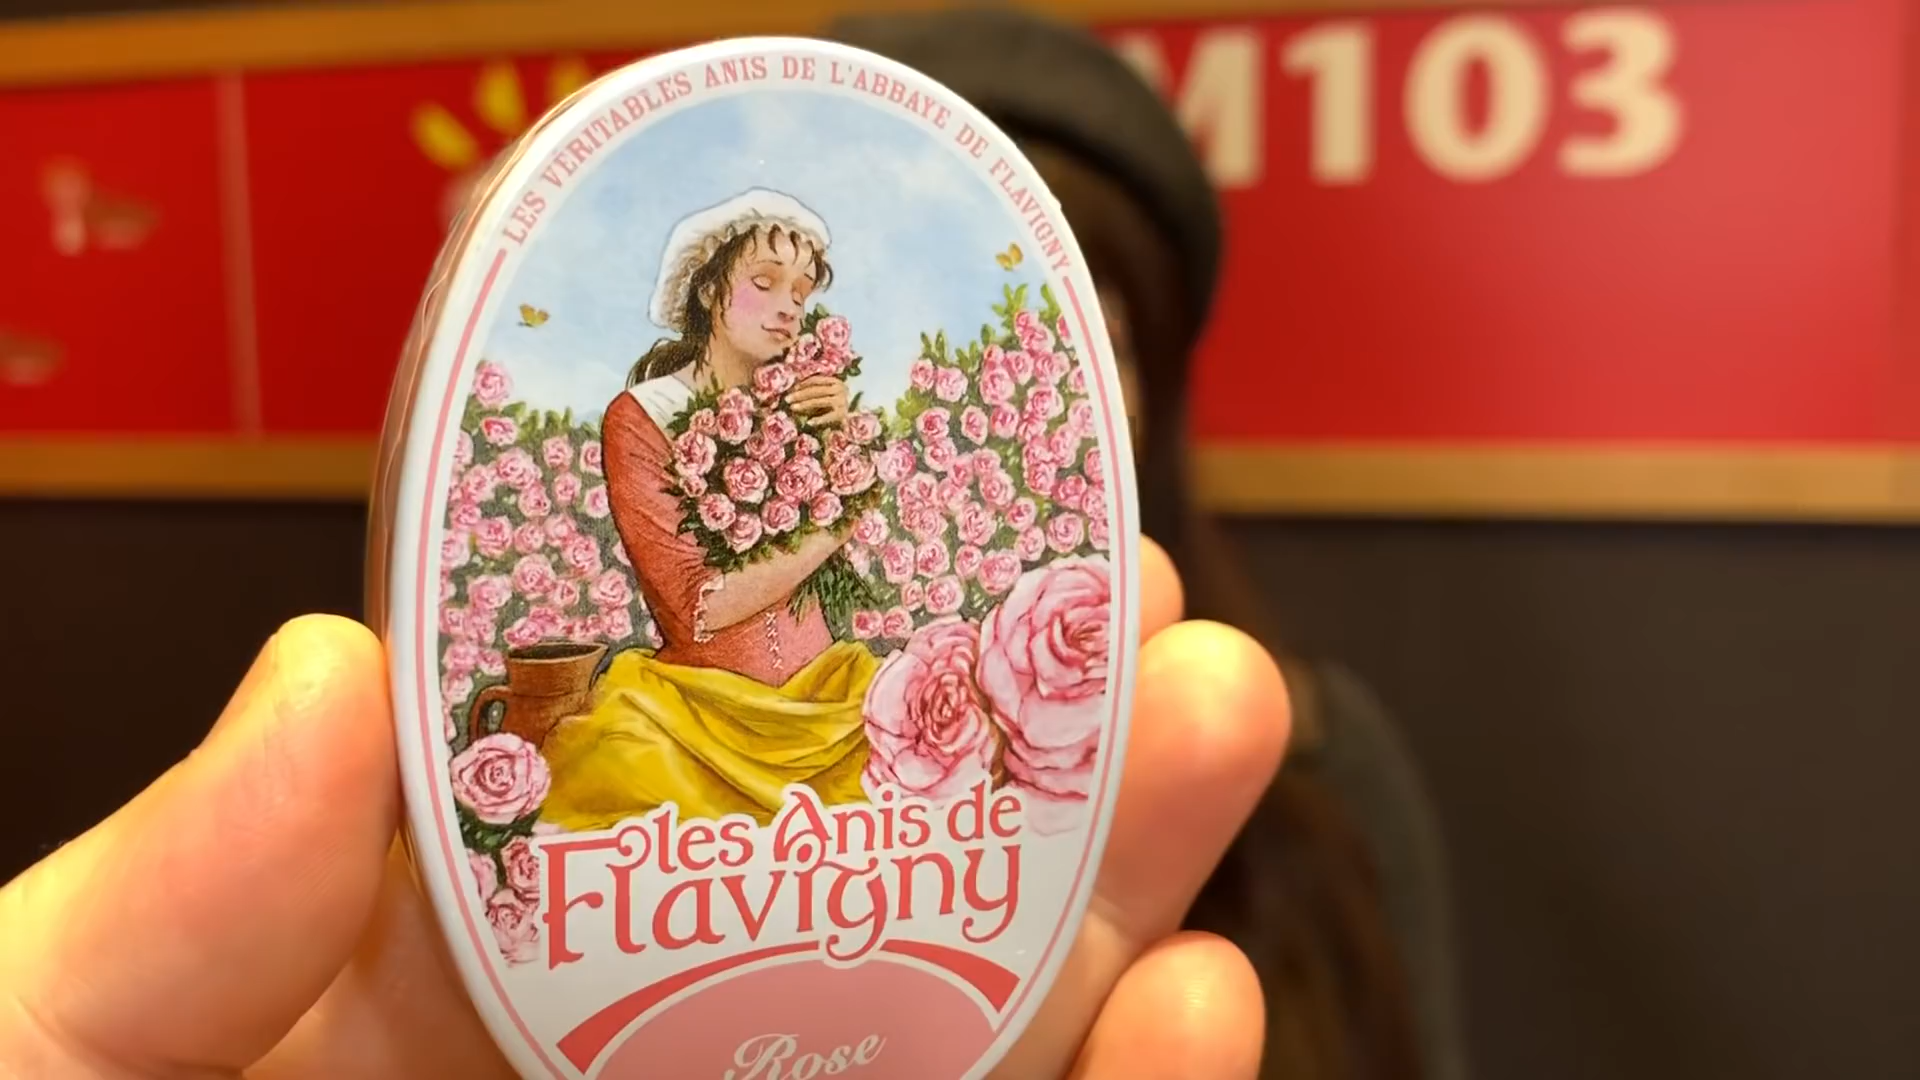 M103
LES VERITABLES ANIS DE L'ABBAYE DE FLAVIGNY
les Anis de
Flavigny
Rose